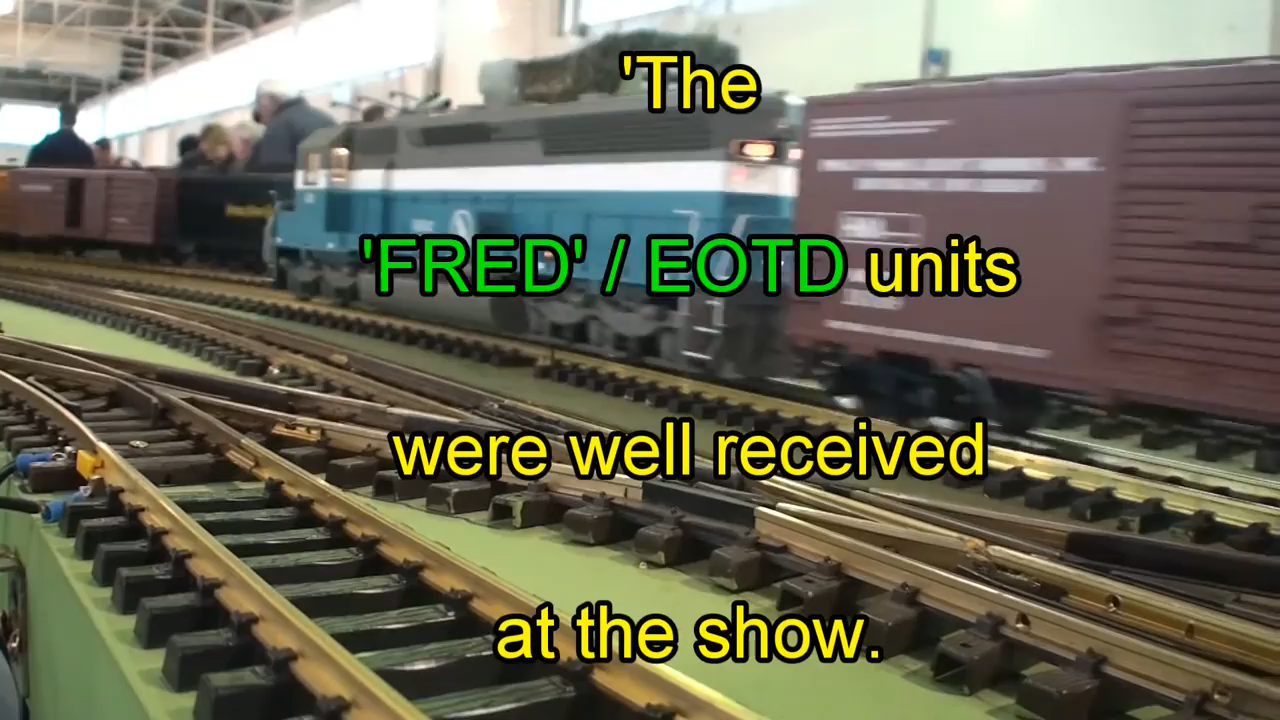 'The
'FRED' / EOTD units
were well received
at the show.